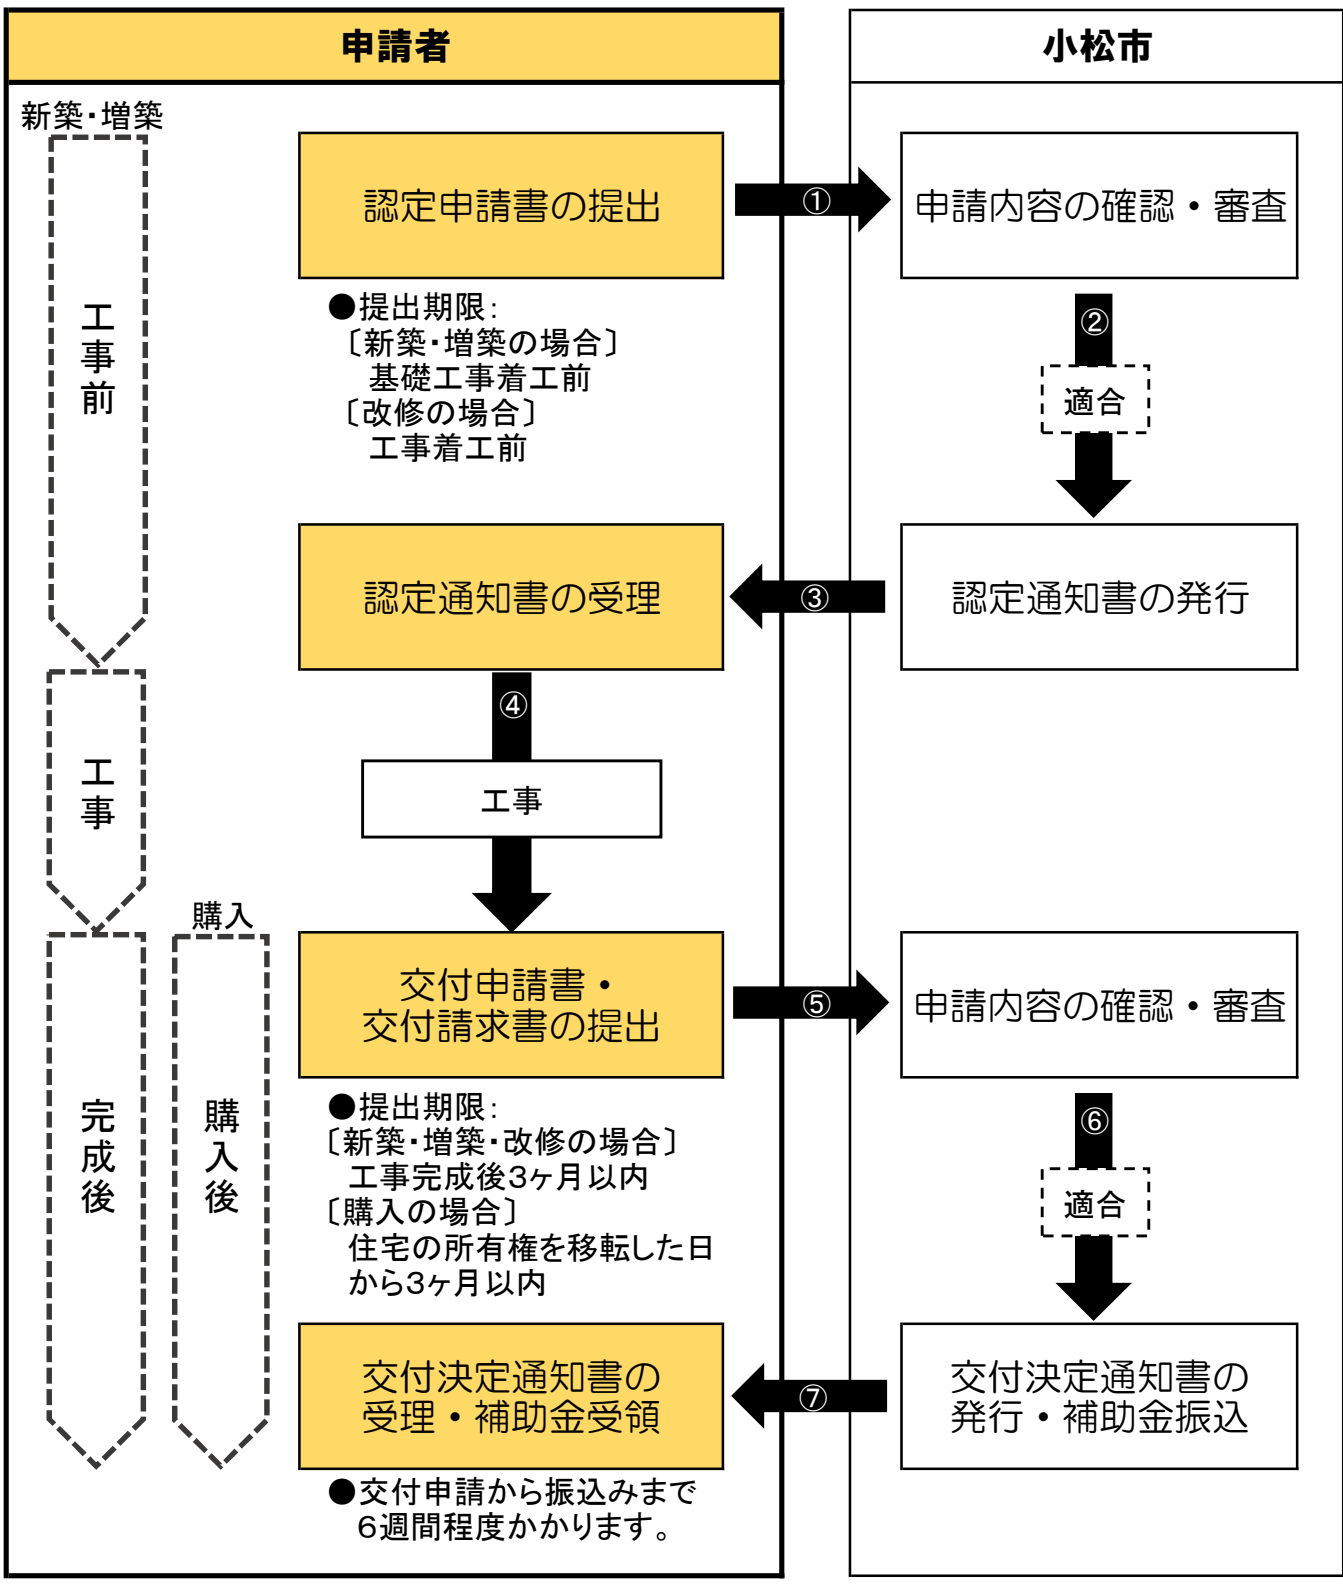 申請者
小松市
新築・増築
工事前
認定申請書の提出
①
申請内容の確認・審査
●提出期限：
〔新築・増築の場合〕
基礎工事着工前
〔改修の場合〕
工事着工前
②
適合
認定通知書の受理
③
認定通知書の発行
④
工事
工事
購入
完成後
購入後
交付申請書・
交付請求書の提出
⑤
申請内容の確認・審査
●提出期限：
〔新築・増築・改修の場合〕
工事完成後3ヶ月以内
〔購入の場合〕
住宅の所有権を移転した日
から3ヶ月以内
⑥
適合
交付決定通知書の
受理・補助金受領
⑦
交付決定通知書の
発行・補助金振込
●交付申請から振込みまで
６週間程度かかります。